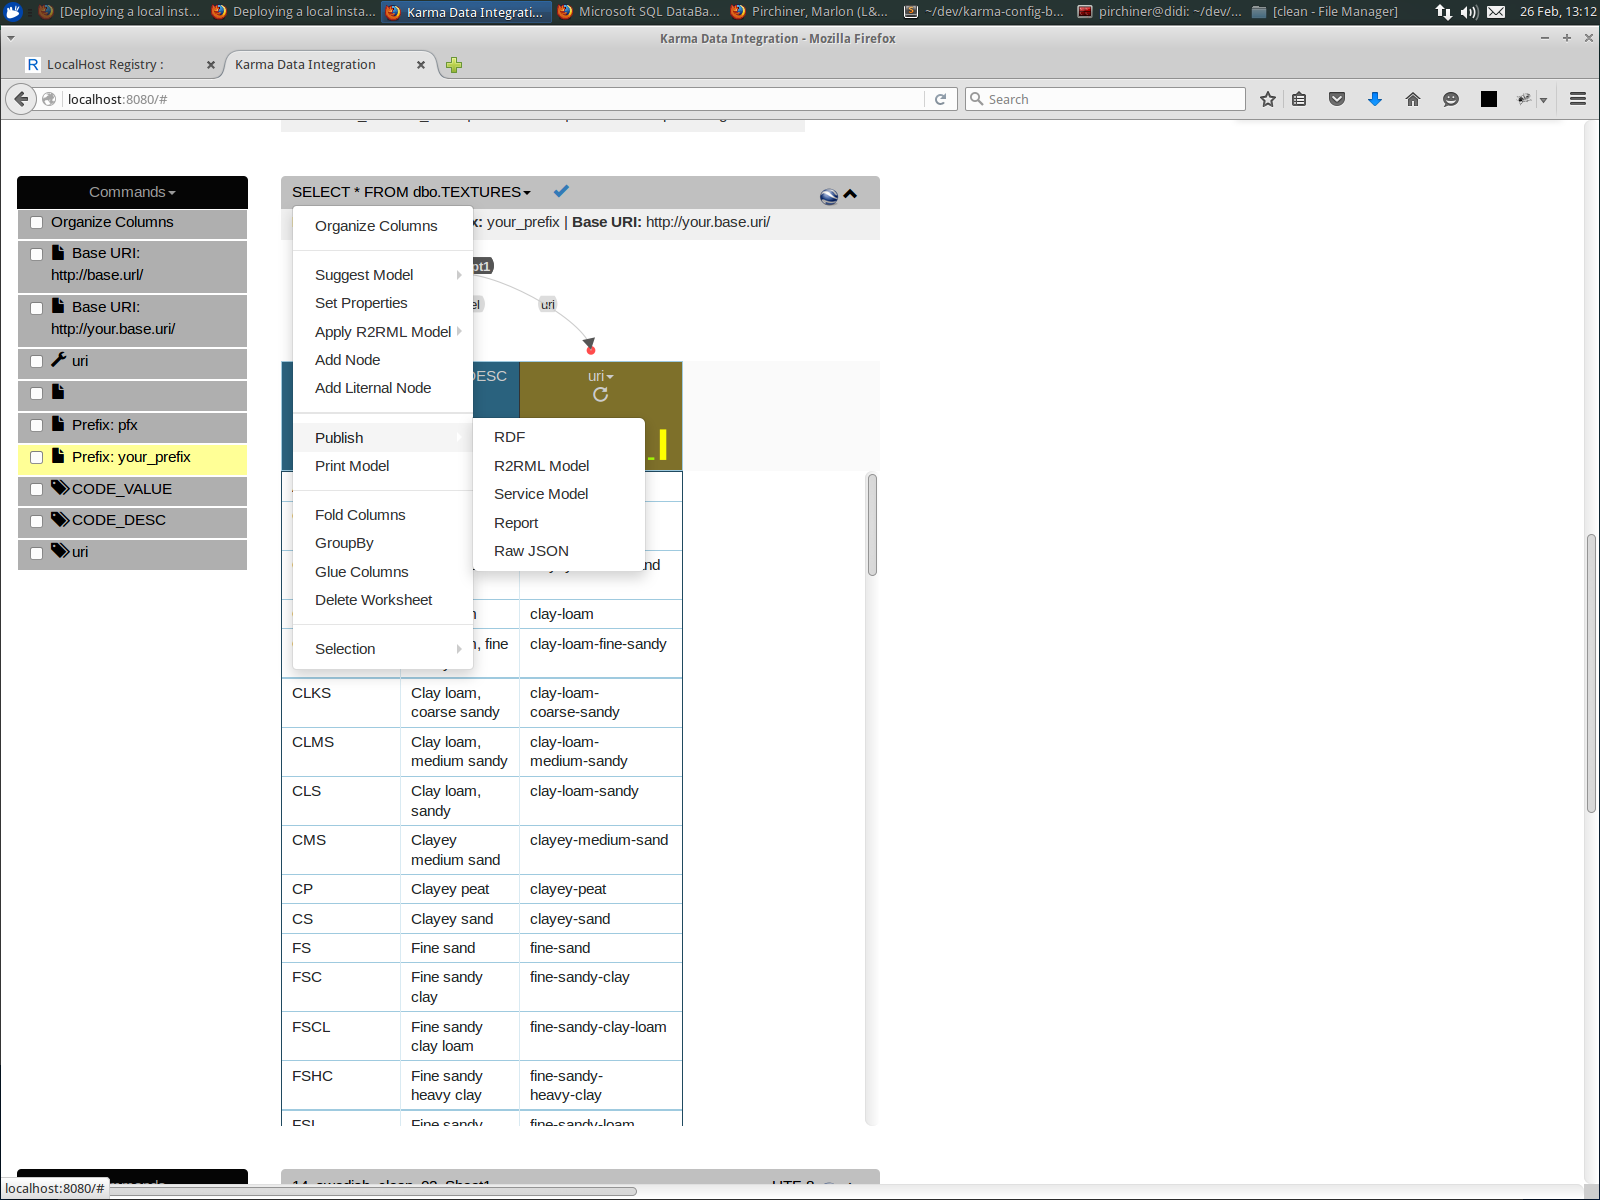 [Deploying a local inst...
Deploying a local insta...
Karma Data Integrati...
Microsoft SQL DataBa...
Pirchiner, Marlon (L&...
~/dev/karma-config-b...
pirchiner@didi: ~/dev/...
[clean - File Manager]
26 Feb, 13:12
Karma Data Integration - Mozilla Firefox
LocalHost Registry :
Karma Data Integration
localhost:8080/#
Search
Commands
Organize Columns
Base URI:
http://base.url/
Base URI:
http://your.base.uri/
uri
Prefix: pfx
Prefix: your_prefix
CODE_VALUE
CODE_DESC
uri
SELECT * FROM dbo.TEXTURES
x: your_prefix | Base URI: http://your.base.uri/
pt1
el
uri
Organize Columns
Suggest Model
Set Properties
Apply R2RML Model
Add Node
Add Liternal Node
Publish
Print Model
Fold Columns
GroupBy
Glue Columns
Delete Worksheet
Selection
DESC
uri
RDF
R2RML Model
Service Model
Report
Raw JSON
nd
clay-loam
, fine
clay-loam-fine-sandy
CLKS
Clay loam,
coarse sandy
clay-loam-
coarse-sandy
CLMS
Clay loam,
medium sandy
clay-loam-
medium-sandy
CLS
Clay loam,
sandy
clay-loam-sandy
CMS
Clayey
medium sand
clayey-medium-sand
CP
Clayey peat
clayey-peat
CS
Clayey sand
clayey-sand
FS
Fine sand
fine-sand
FSC
Fine sandy
clay
fine-sandy-clay
FSCL
Fine sandy
clay loam
fine-sandy-clay-loam
FSHC
Fine sandy
heavy clay
fine-sandy-
heavy-clay
FSL
Fine sandy
fine-sandy-loam
localhost:8080/#